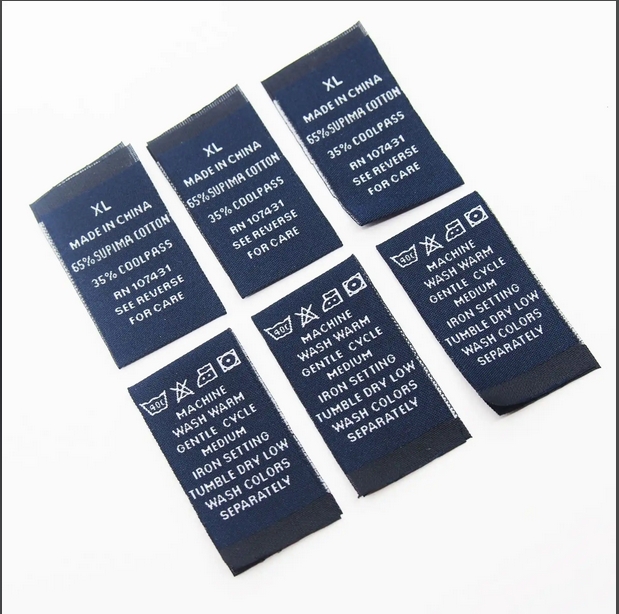 XL
MADE IN CHINA
65% SUPIMA COTTON
35% COOLPASS
RN 107431
SEE REVERSE
FOR CARE
XL
MADE IN CHINA
65% SUPIMA COTTON
35% COOLPASS
RN 107431
SEE REVERSE
FOR CARE
XL
MADE IN CHINA
65% SUPIMA COTTON
35% COOLPASS
RN 107431
SEE REVERSE
FOR CARE
40C
MACHINE
WASH WARM
GENTLE CYCLE
MEDIUM
IRON SETTING
TUMBLE DRY LOW
WASH COLORS
SEPARATELY
40C
MACHINE
WASH WARM
GENTLE CYCLE
MEDIUM
IRON SETTING
TUMBLE DRY LOW
WASH COLORS
SEPARATELY
40C
MACHINE
WASH WARM
GENTLE CYCLE
MEDIUM
IRON SETTING
TUMBLE DRY LOW
WASH COLORS
SEPARATELY